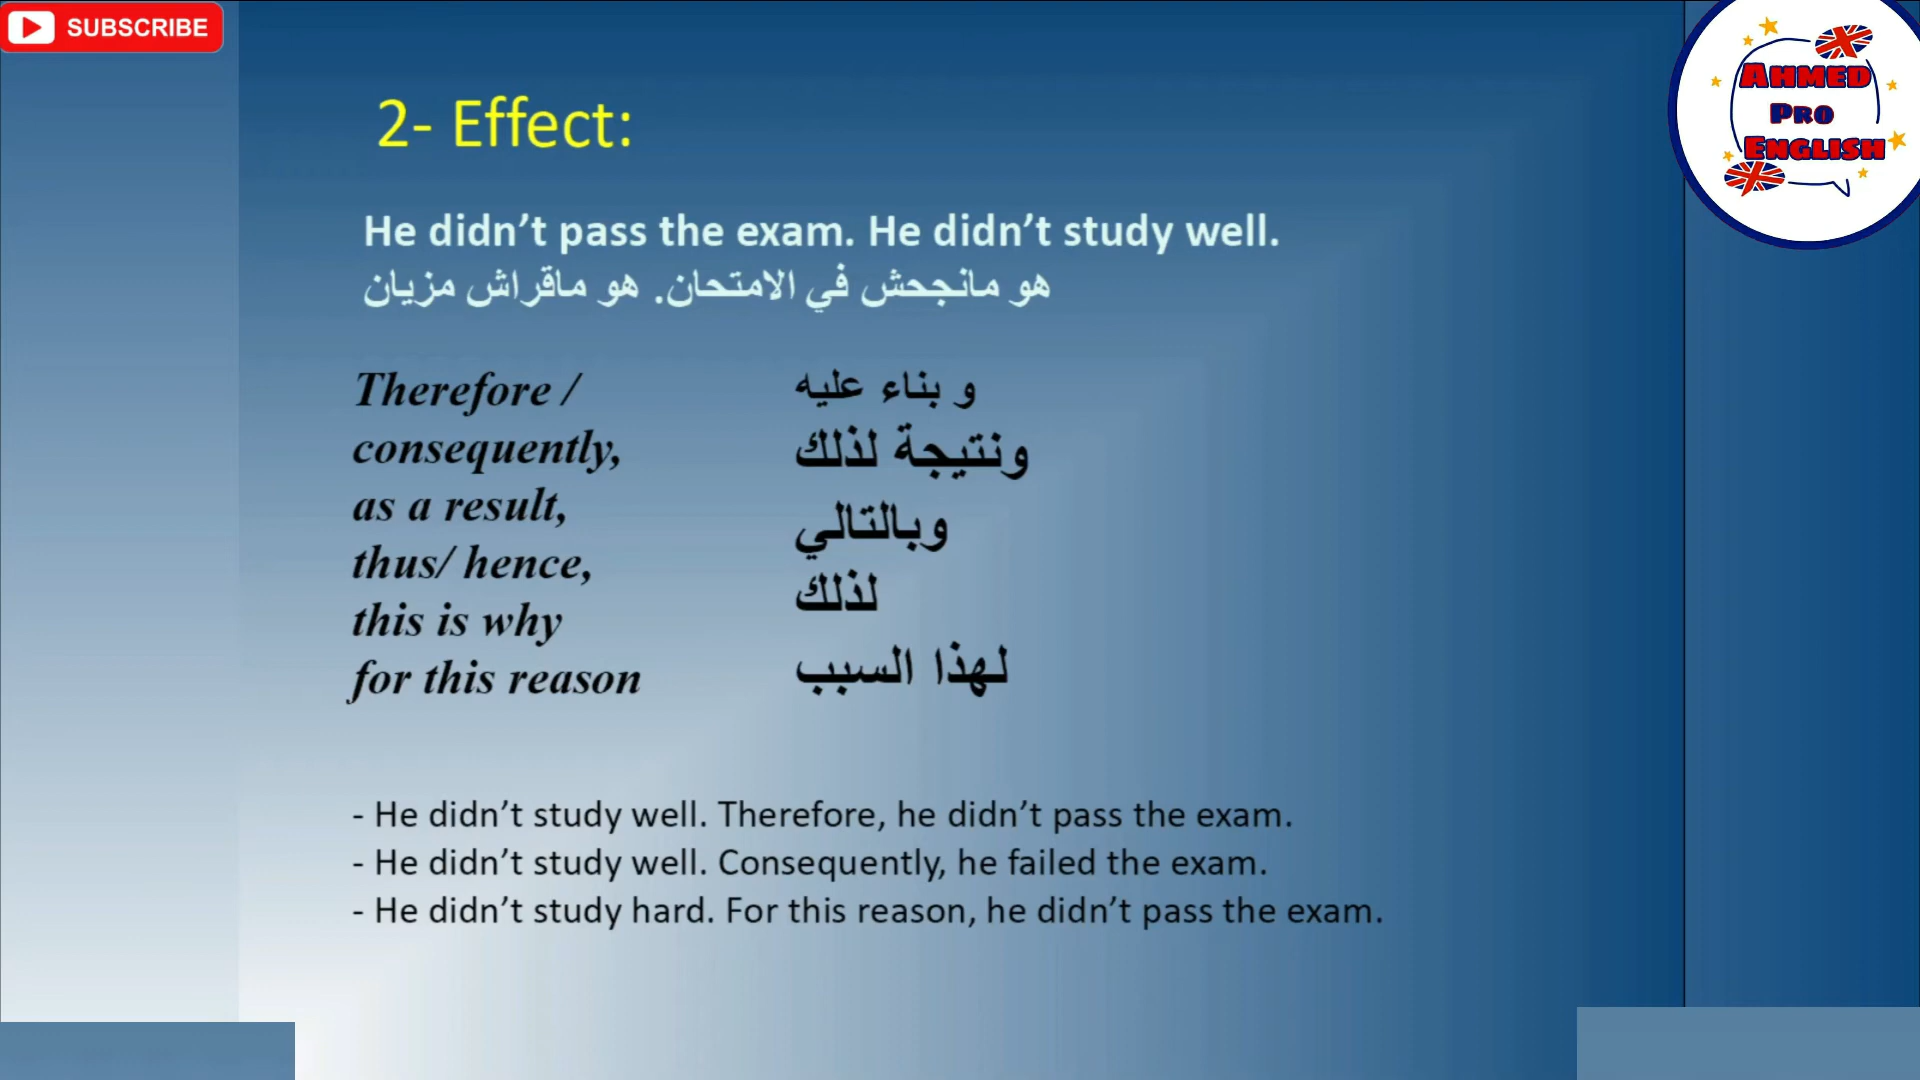 SUBSCRIBE
AHMED
PRO
ENGLISH
2- Effect:
He didn’t pass the exam. He didn’t study well.
هو مانجحش في الامتحان. هو ماقراش مزيان
Therefore /
و بناء عليه
consequently,
ونتيجة لذلك
as a result,
وبالتالي
thus/ hence,
لذلك
this is why
for this reason
لهذا السبب
- He didn’t study well. Therefore, he didn’t pass the exam.
- He didn’t study well. Consequently, he failed the exam.
- He didn’t study hard. For this reason, he didn’t pass the exam.